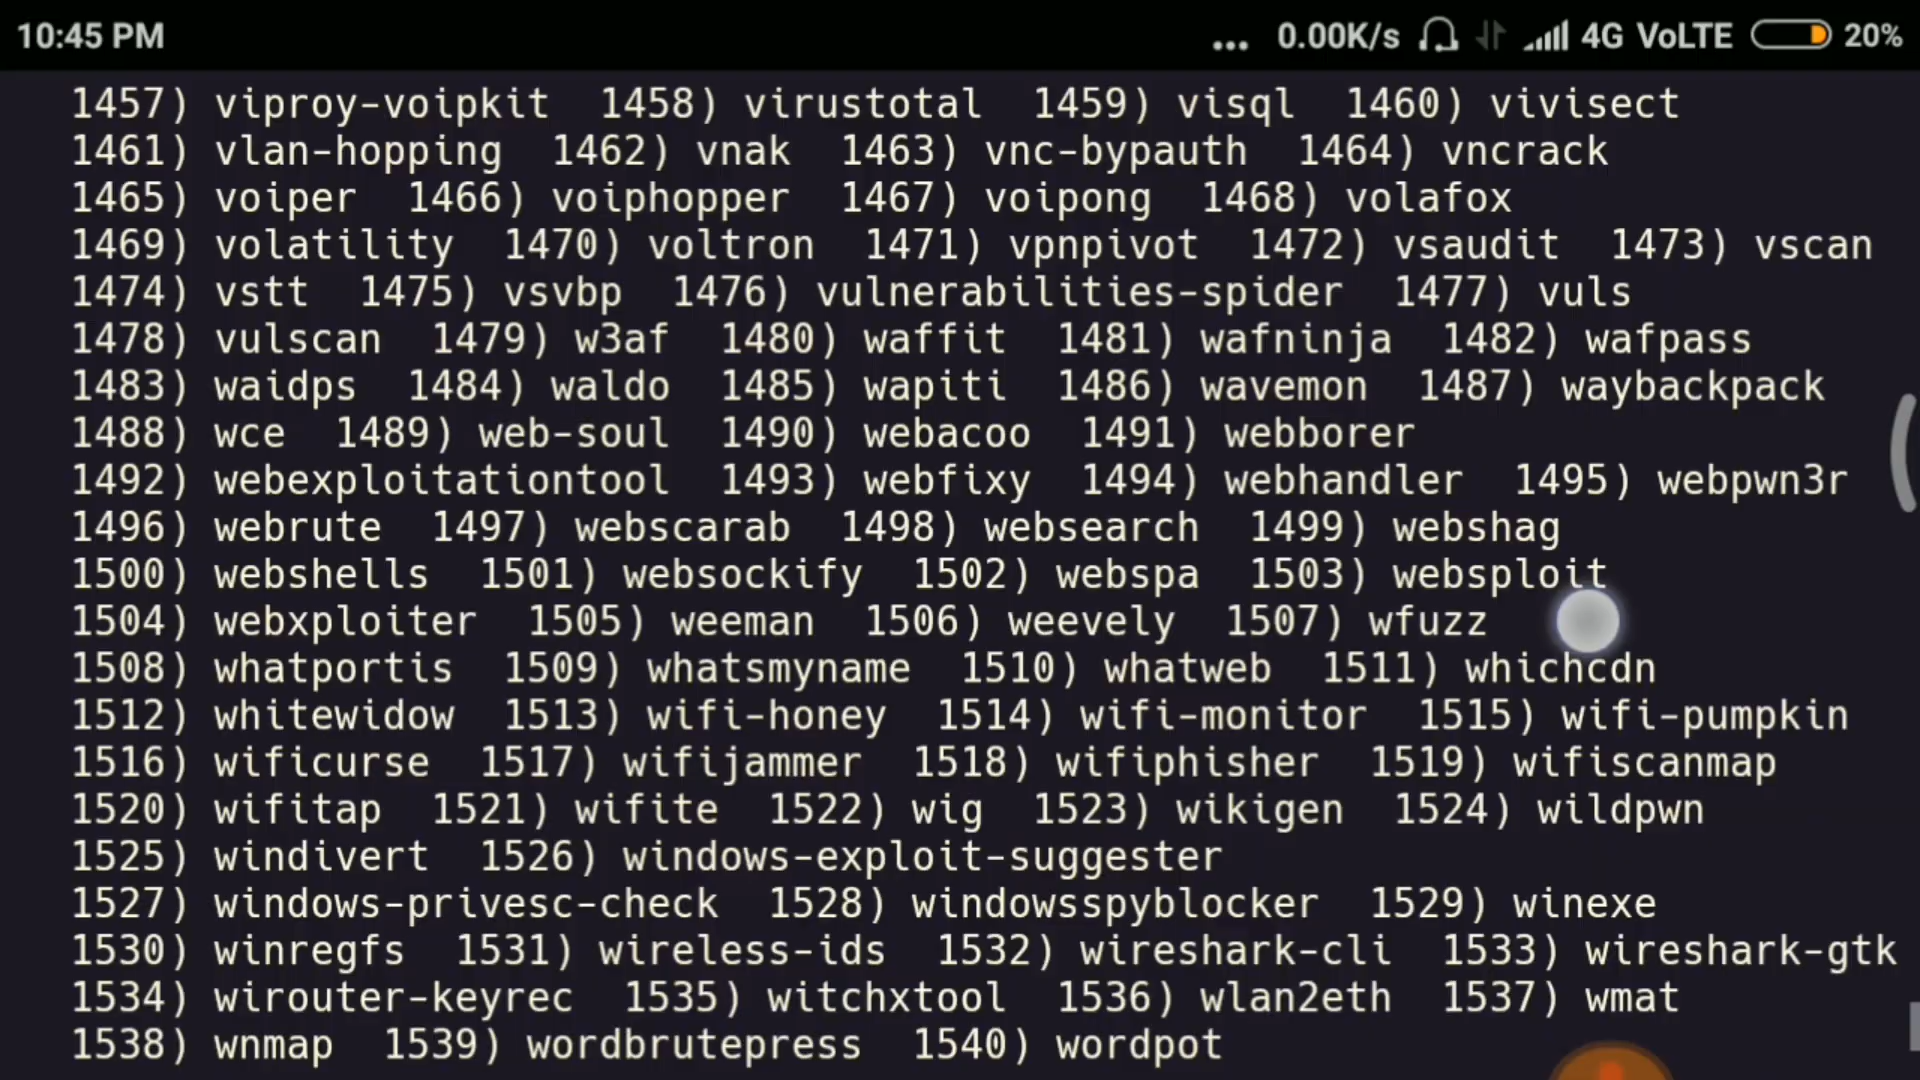 10:45 PM ... 0.00K/s 4G VoLTE 20%
1457) viproy-voipkit 1458) virustotal 1459) visql 1460) vivisect
1461) vlan-hopping 1462) vnak 1463) vnc-bypauth 1464) vncrack
1465) voiper 1466) voiphopper 1467) voipong 1468) volafox
1469) volatility 1470) voltron 1471) vpnpivot 1472) vsaudit 1473) vscan
1474) vstt 1475) vsvbp 1476) vulnerabilities-spider 1477) vuls
1478) vulscan 1479) w3af 1480) waffit 1481) wafninja 1482) wafpass
1483) waidps 1484) waldo 1485) wapiti 1486) wavemon 1487) waybackpack
1488) wce 1489) web-soul 1490) webacoo 1491) webborer
1492) webexploitationtool 1493) webfixy 1494) webhandler 1495) webpwn3r
1496) webrute 1497) webscarab 1498) websearch 1499) webshag
1500) webshells 1501) websockify 1502) webspa 1503) websploit
1504) webxploiter 1505) weeman 1506) weevely 1507) wfuzz
1508) whatportis 1509) whatsmyname 1510) whatweb 1511) whichcdn
1512) whitewidow 1513) wifi-honey 1514) wifi-monitor 1515) wifi-pumpkin
1516) wificurse 1517) wifijammer 1518) wifiphisher 1519) wifiscanmap
1520) wifitap 1521) wifite 1522) wig 1523) wikigen 1524) wildpwn
1525) windivert 1526) windows-exploit-suggester
1527) windows-privesc-check 1528) windowsspyblocker 1529) winexe
1530) winregfs 1531) wireless-ids 1532) wireshark-cli 1533) wireshark-gtk
1534) wirouter-keyrec 1535) witchxtool 1536) wlan2eth 1537) wmat
1538) wnmap 1539) wordbrutepress 1540) wordpot